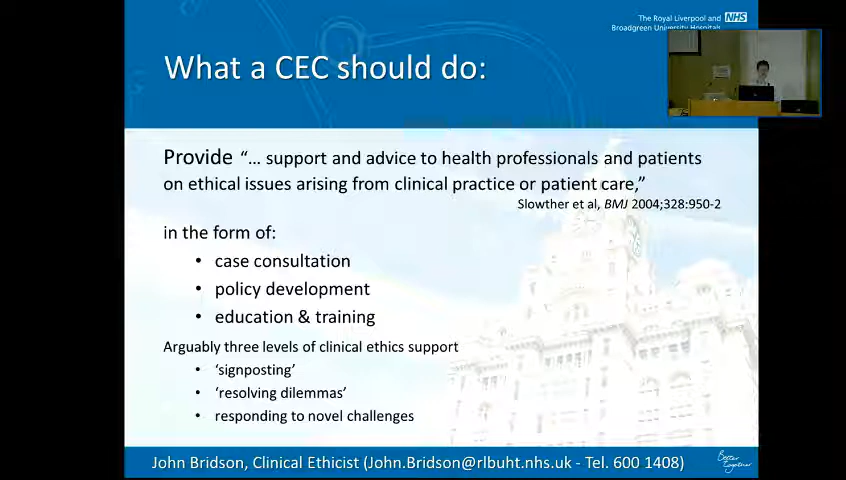 The Royal Liverpool and NHS
Broadgreen University Hospitals
What a CEC should do:
Provide “... support and advice to health professionals and patients
on ethical issues arising from clinical practice or patient care,”
Slowther et al, BMJ 2004;328:950-2
in the form of:
• case consultation
• policy development
• education & training
Arguably three levels of clinical ethics support
• ‘signposting’
• ‘resolving dilemmas’
• responding to novel challenges
John Bridson, Clinical Ethicist (John.Bridson@rlbuht.nhs.uk - Tel. 600 1408)
Better
Together